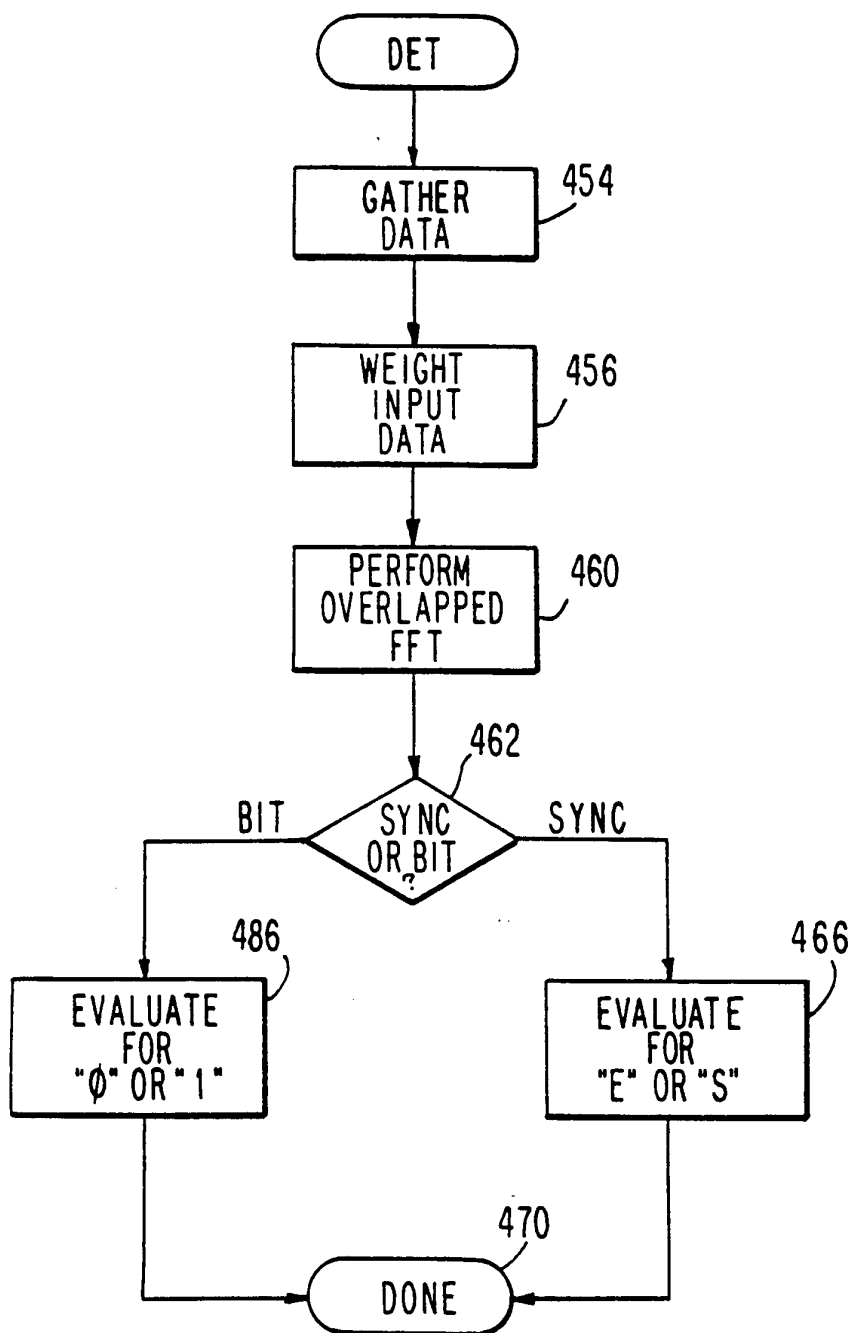 DET
GATHER
DATA
454
WEIGHT
INPUT
DATA
456
PERFORM
OVERLAPPED
FFT
460
462
BIT
SYNC
OR BIT
?
SYNC
486
EVALUATE
FOR
"Ø" OR "1"
466
EVALUATE
FOR
"E" OR "S"
470
DONE